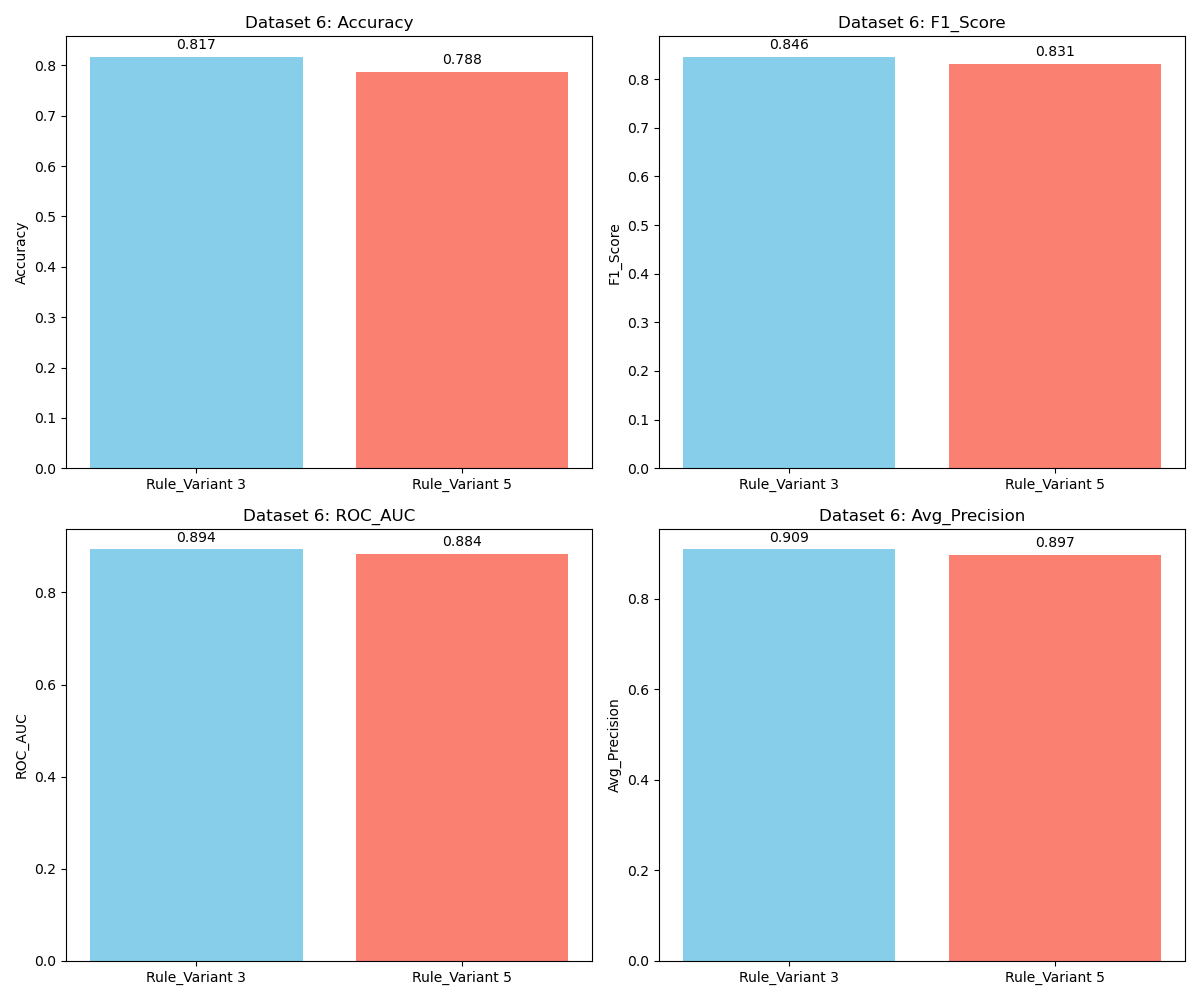 Dataset 6: Accuracy
Accuracy
0.8
0.7
0.6
0.5
0.4
0.3
0.2
0.1
0.0
0.817
0.788
Rule_Variant 3
Rule_Variant 5
Dataset 6: F1_Score
F1_Score
0.8
0.7
0.6
0.5
0.4
0.3
0.2
0.1
0.0
0.846
0.831
Rule_Variant 3
Rule_Variant 5
Dataset 6: ROC_AUC
ROC_AUC
0.8
0.6
0.4
0.2
0.0
0.894
0.884
Rule_Variant 3
Rule_Variant 5
Dataset 6: Avg_Precision
Avg_Precision
0.8
0.6
0.4
0.2
0.0
0.909
0.897
Rule_Variant 3
Rule_Variant 5